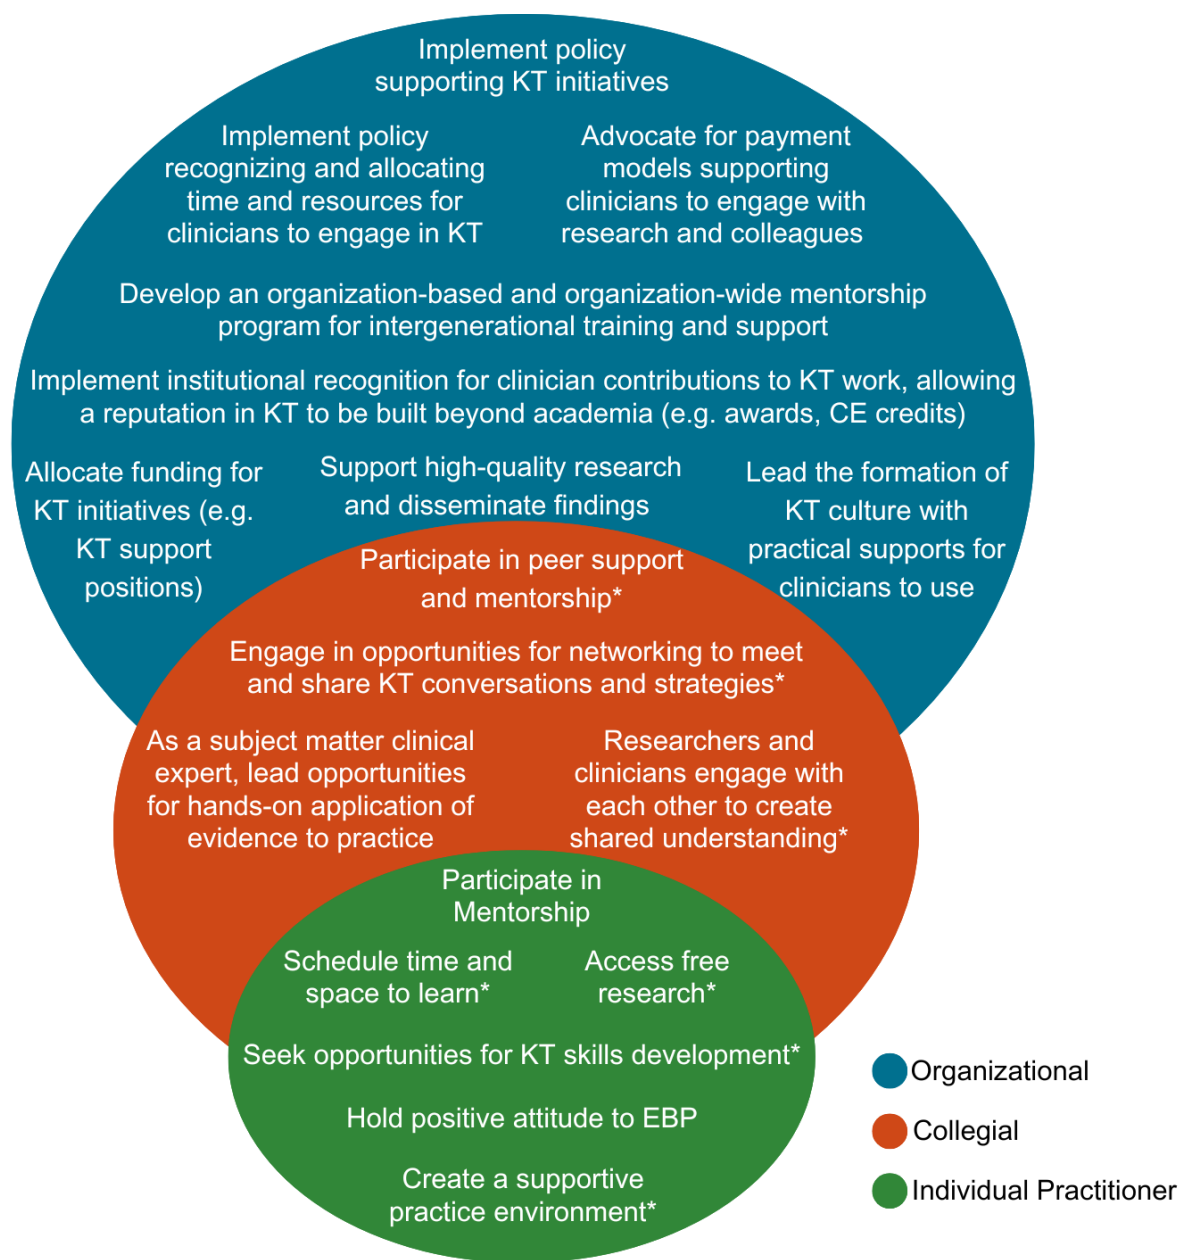 Implement policy
supporting KT initiatives
Implement policy
recognizing and allocating
time and resources for
clinicians to engage in KT
Advocate for payment
models supporting
clinicians to engage with
research and colleagues
Develop an organization-based and organization-wide mentorship
program for intergenerational training and support
Implement institutional recognition for clinician contributions to KT work, allowing
a reputation in KT to be built beyond academia (e.g. awards, CE credits)
Allocate funding for
KT initiatives (e.g.
KT support
positions)
Support high-quality research
and disseminate findings
Lead the formation of
KT culture with
practical supports for
clinicians to use
Participate in peer support
and mentorship*
Engage in opportunities for networking to meet
and share KT conversations and strategies*
As a subject matter clinical
expert, lead opportunities
for hands-on application of
evidence to practice
Researchers and
clinicians engage with
each other to create
shared understanding*
Participate in
Mentorship
Schedule time and
space to learn*
Access free
research*
Seek opportunities for KT skills development*
Hold positive attitude to EBP
Create a supportive
practice environment*
Organizational
Collegial
Individual Practitioner